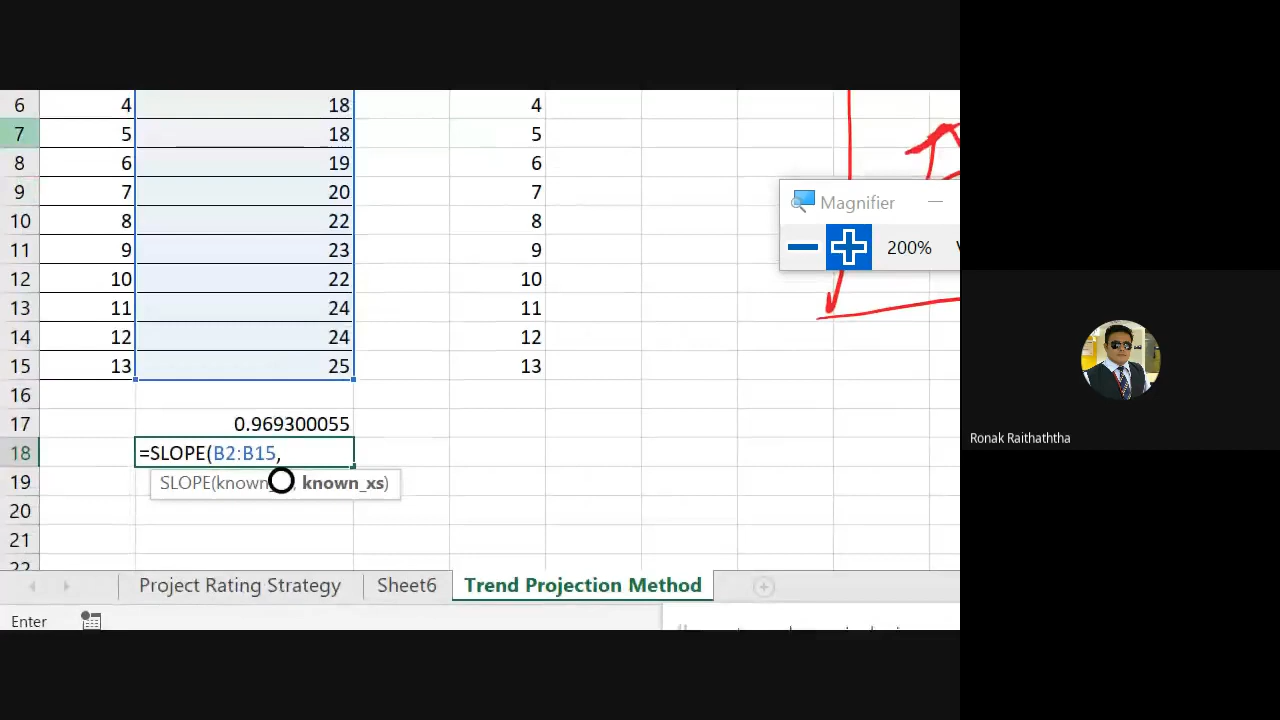 6 4 18 4
7 5 18 5
8 6 19 6
9 7 20 7
10 8 22 8
11 9 23 9
12 10 22 10
13 11 24 11
14 12 24 12
15 13 25 13
16
17 0.969300055
18 =SLOPE(B2:B15,
19 SLOPE(known_ , known_xs)
20
21
22
Magnifier
200%
Project Rating Strategy Sheet6 Trend Projection Method
Enter
Ronak Raithaththa